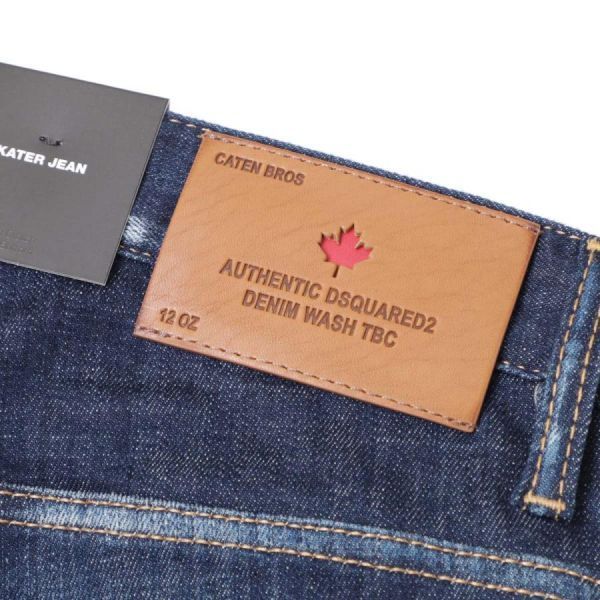 KATER JEAN
CATEN BROS
AUTHENTIC DSQUARED2
DENIM WASH TBC
12 OZ